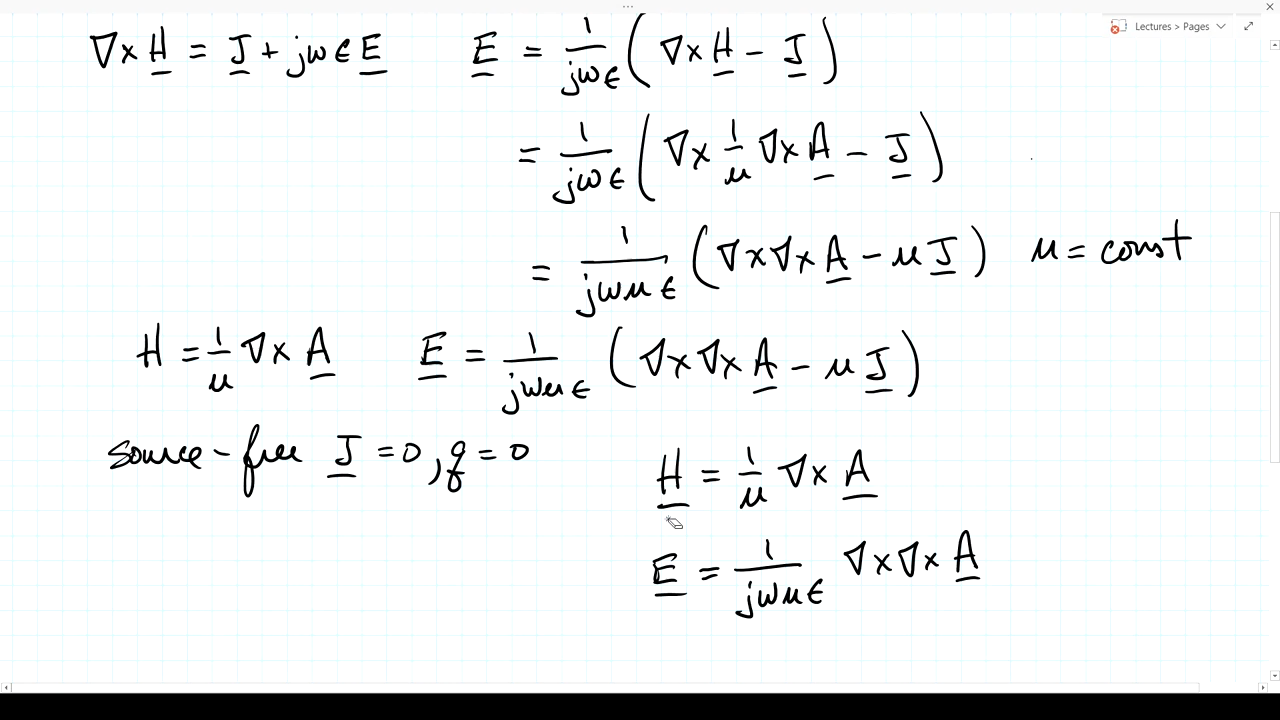 Lectures > Pages
∇×H = J + jωϵE E = 1/jωϵ (∇×H − J)
= 1/jωϵ (∇× 1/μ ∇×A − J)
= 1/jωμϵ (∇×∇×A − μJ) μ = const
H = 1/μ ∇×A E = 1/jωμϵ (∇×∇×A − μJ)
source-free J = 0, q = 0
H = 1/μ ∇×A
E = 1/jωμϵ ∇×∇×A